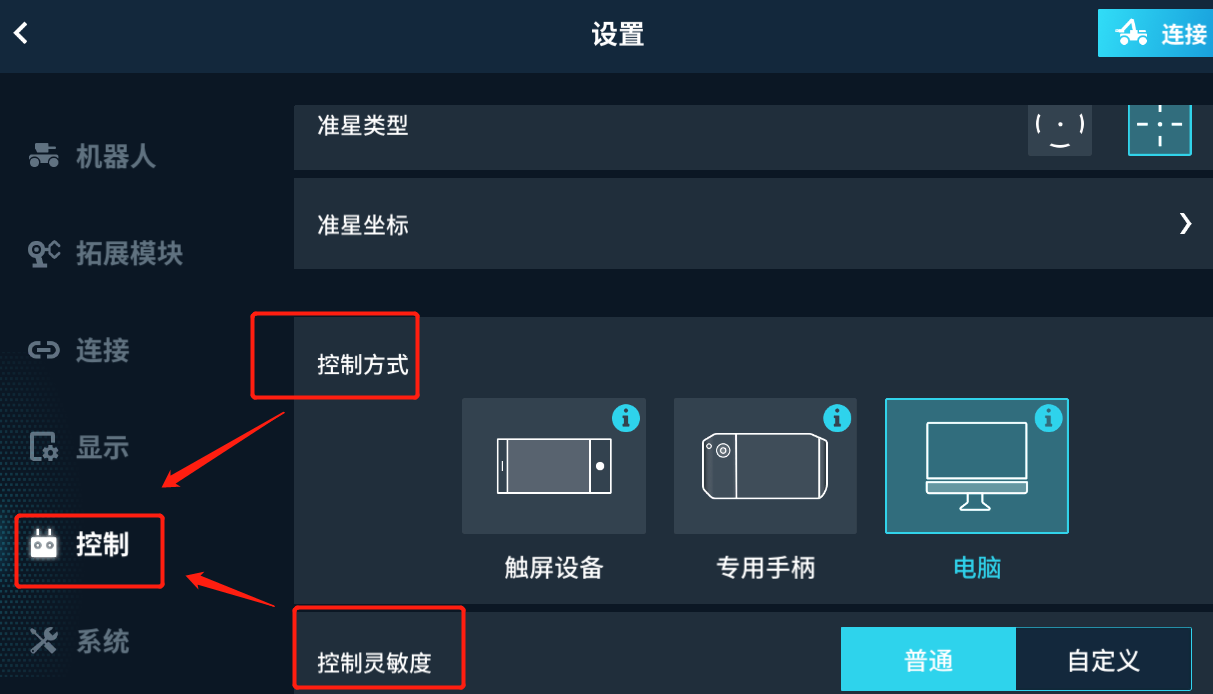 设置
连接
机器人
拓展模块
连接
显示
控制
系统
准星类型
准星坐标
控制方式
触屏设备
专用手柄
电脑
控制灵敏度
普通
自定义